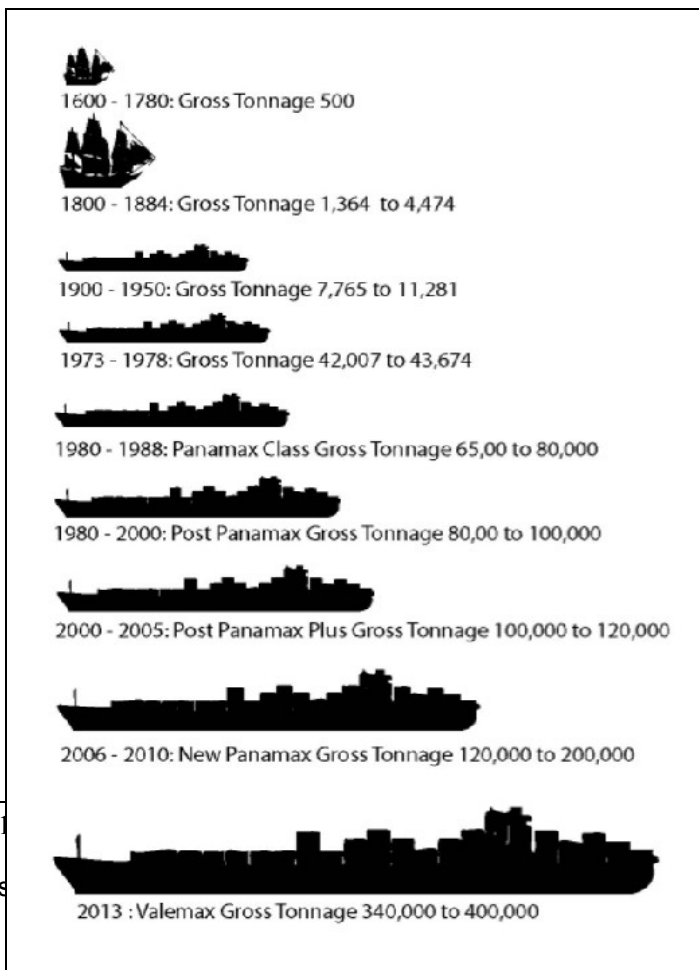 1600 - 1780: Gross Tonnage 500
1800 - 1884: Gross Tonnage 1,364 to 4,474
1900 - 1950: Gross Tonnage 7,765 to 11,281
1973 - 1978: Gross Tonnage 42,007 to 43,674
1980 - 1988: Panamax Class Gross Tonnage 65,00 to 80,000
1980 - 2000: Post Panamax Gross Tonnage 80,00 to 100,000
2000 - 2005: Post Panamax Plus Gross Tonnage 100,000 to 120,000
2006 - 2010: New Panamax Gross Tonnage 120,000 to 200,000
2013 : Valemax Gross Tonnage 340,000 to 400,000